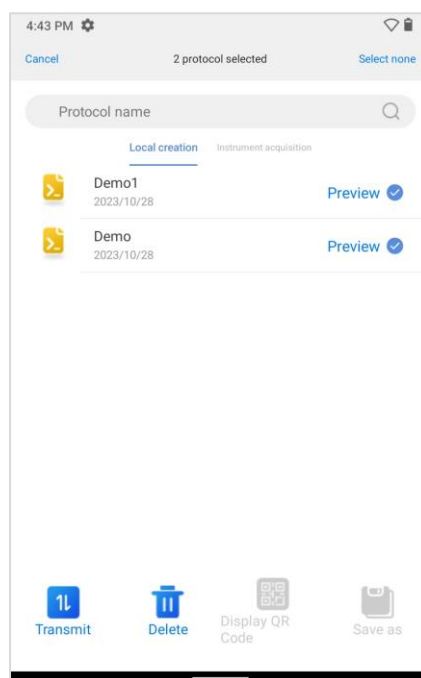 4:43 PM
Cancel 2 protocol selected Select none
Protocol name
Local creation Instrument acquisition
Demo1
2023/10/28
Preview
Demo
2023/10/28
Preview
Transmit
Delete
Display QR
Code
Save as